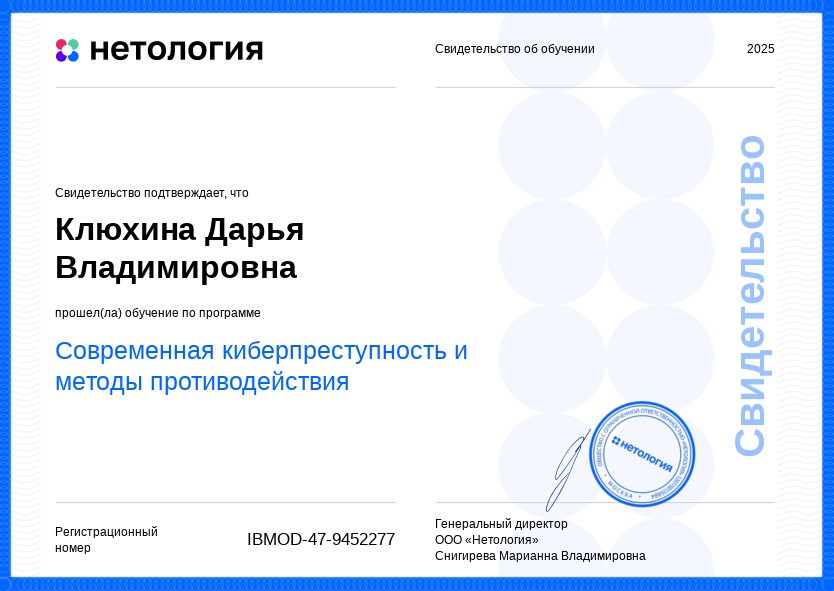 нетология
Свидетельство об обучении
2025
Свидетельство подтверждает, что
Клюхина Дарья
Владимировна
прошел(ла) обучение по программе
Современная киберпреступность и
методы противодействия
Свидетельство
Регистрационный
номер
IBMOD-47-9452277
Генеральный директор
ООО «Нетология»
Снигирева Марианна Владимировна
ОБЩЕСТВО С ОГРАНИЧЕННОЙ ОТВЕТСТВЕННОСТЬЮ «НЕТОЛОГИЯ»
нетология
МОСКВА